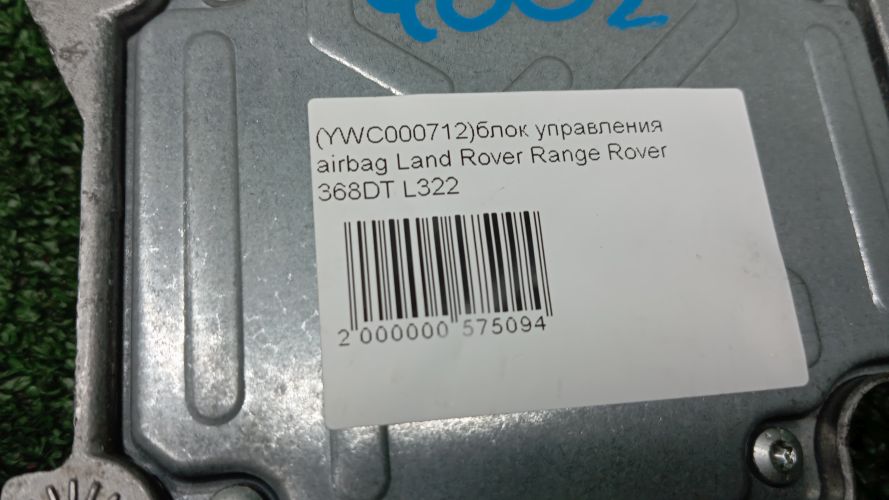 (YWC000712)блок управления
airbag Land Rover Range Rover
368DT L322
2 000000 575094